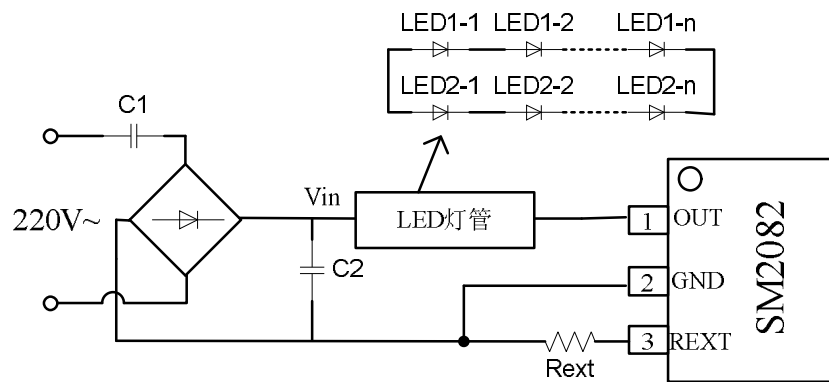 LED1-1 LED1-2 LED1-n
LED2-1 LED2-2 LED2-n
C1
220V~
Vin
LED灯管
C2
1 OUT
2 GND
3 REXT
Rext
SM2082